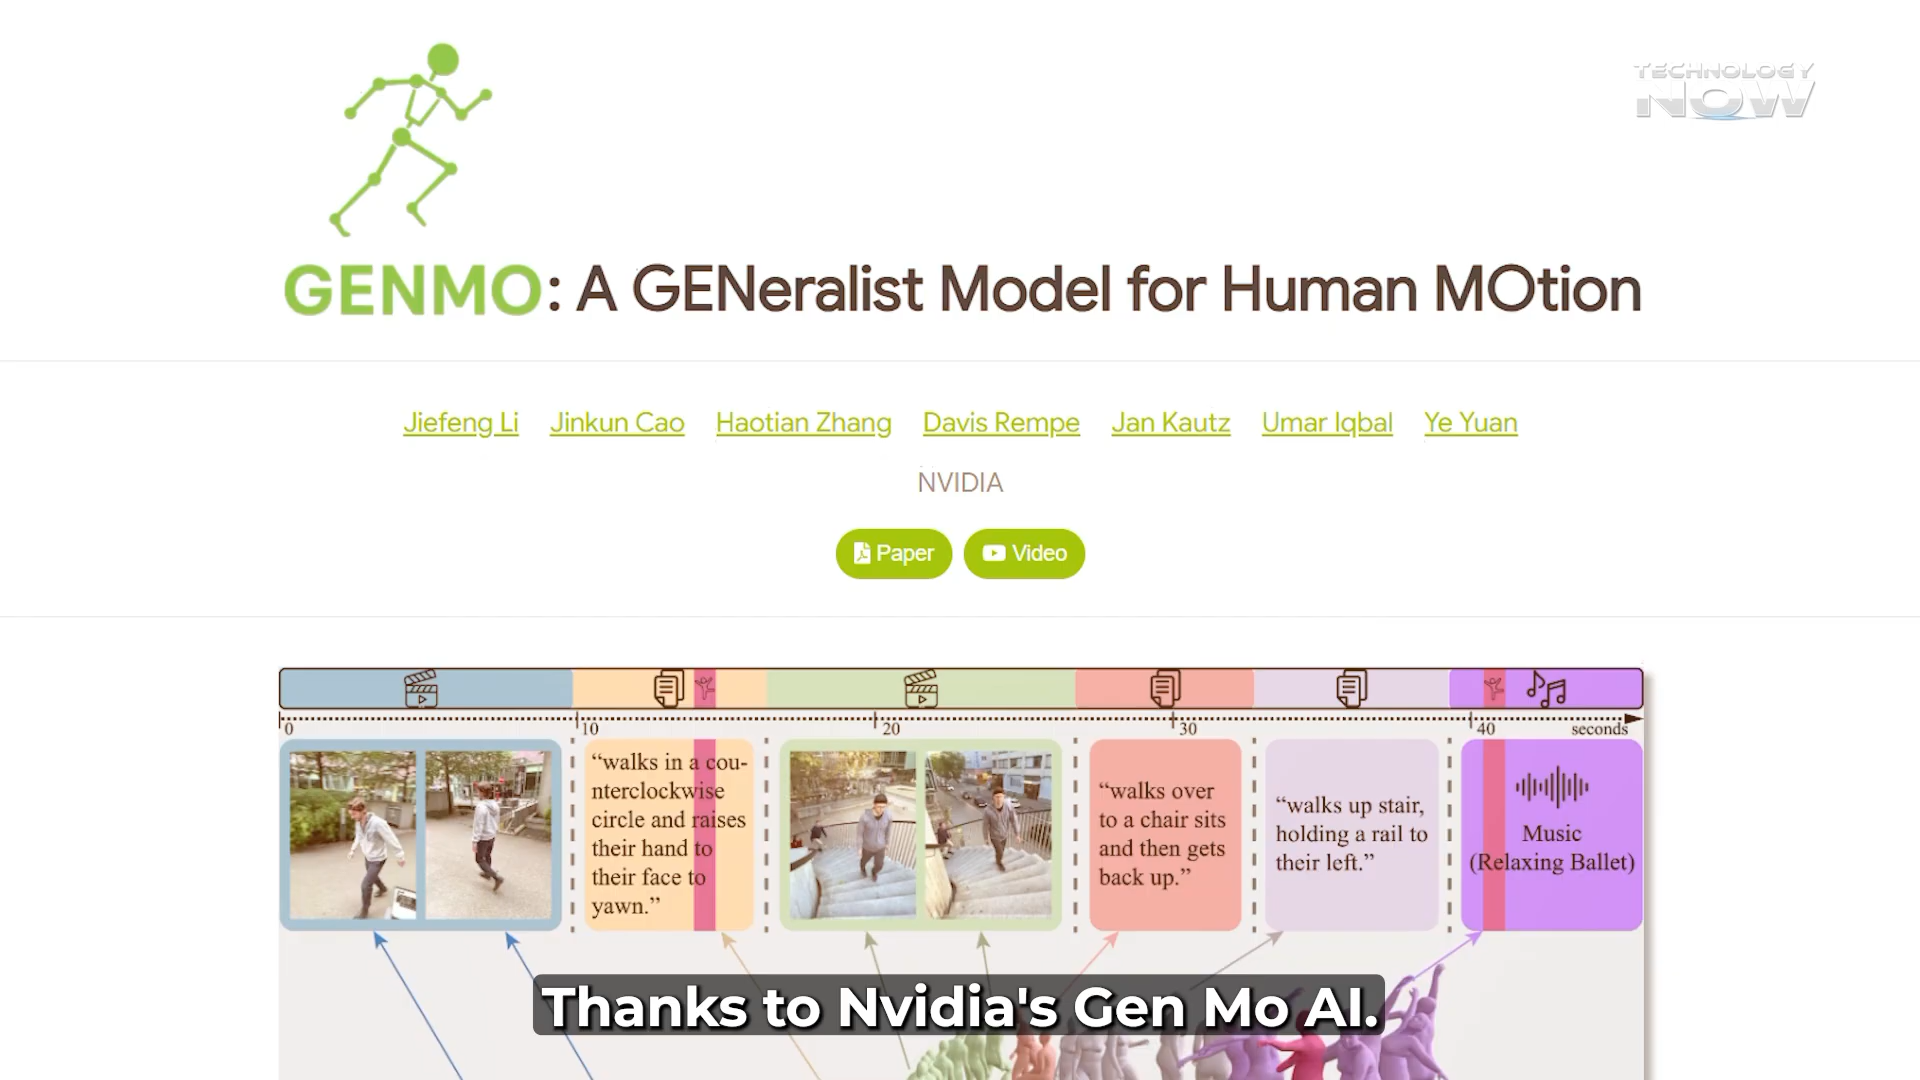 TECHNOLOGY
NOW
GENMO: A GENeralist Model for Human MOtion
Jiefeng Li Jinkun Cao Haotian Zhang Davis Rempe Jan Kautz Umar Iqbal Ye Yuan
NVIDIA
Paper Video
0 10 20 30 40 seconds
“walks in a cou-
nterclockwise
circle and raises
their hand to
their face to
yawn.”
“walks over
to a chair sits
and then gets
back up.”
“walks up stair,
holding a rail to
their left.”
Music
(Relaxing Ballet)
Thanks to Nvidia's Gen Mo AI.